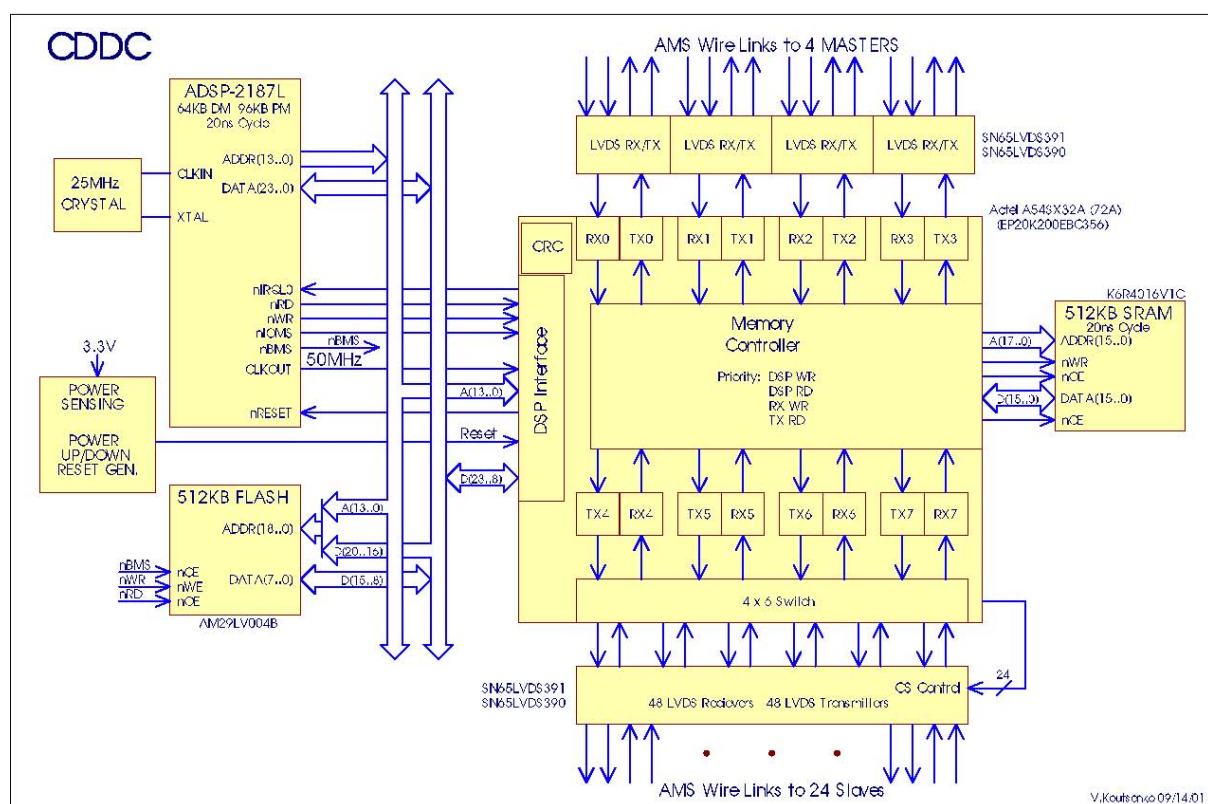 CDDC
AMS Wire Links to 4 MASTERS
ADSP-2187L
64KB DM 96KB PM
20ns Cycle
ADDR(13..0)
DATA(23..0)
CLKIN
XTAL
25MHz
CRYSTAL
nIRQL0
nRD
nWR
nIOMS
nBMS
CLKOUT
nRESET
nBMS
50MHz
3.3V
POWER
SENSING
POWER
UP/DOWN
RESET GEN.
Reset
A(13..0)
D(23..8)
512KB FLASH
ADDR(18..0)
DATA(7..0)
A(13..0)
D(20..16)
D(15..8)
nBMS
nWR
nRD
nCE
nWE
nOE
AM29LV004B
LVDS RX/TX
LVDS RX/TX
LVDS RX/TX
LVDS RX/TX
SN65LVDS391
SN65LVDS390
Actel A54SX32A (72A)
(EP20K200EBC356)
CRC
RX0
TX0
RX1
TX1
RX2
TX2
RX3
TX3
DSP Interface
Memory
Controller
Priority: DSP WR
DSP RD
RX WR
TX RD
K6R4016V1C
512KB SRAM
20ns Cycle
ADDR(15..0)
nWR
nCE
DATA(15..0)
A(17..0)
D(15..0)
TX4
RX4
TX5
RX5
TX6
RX6
TX7
RX7
4 x 6 Switch
24
SN65LVDS391
SN65LVDS390
CS Control
48 LVDS Recievers 48 LVDS Transmitters
AMS Wire Links to 24 Slaves
V.Koutsenko 09/14/01